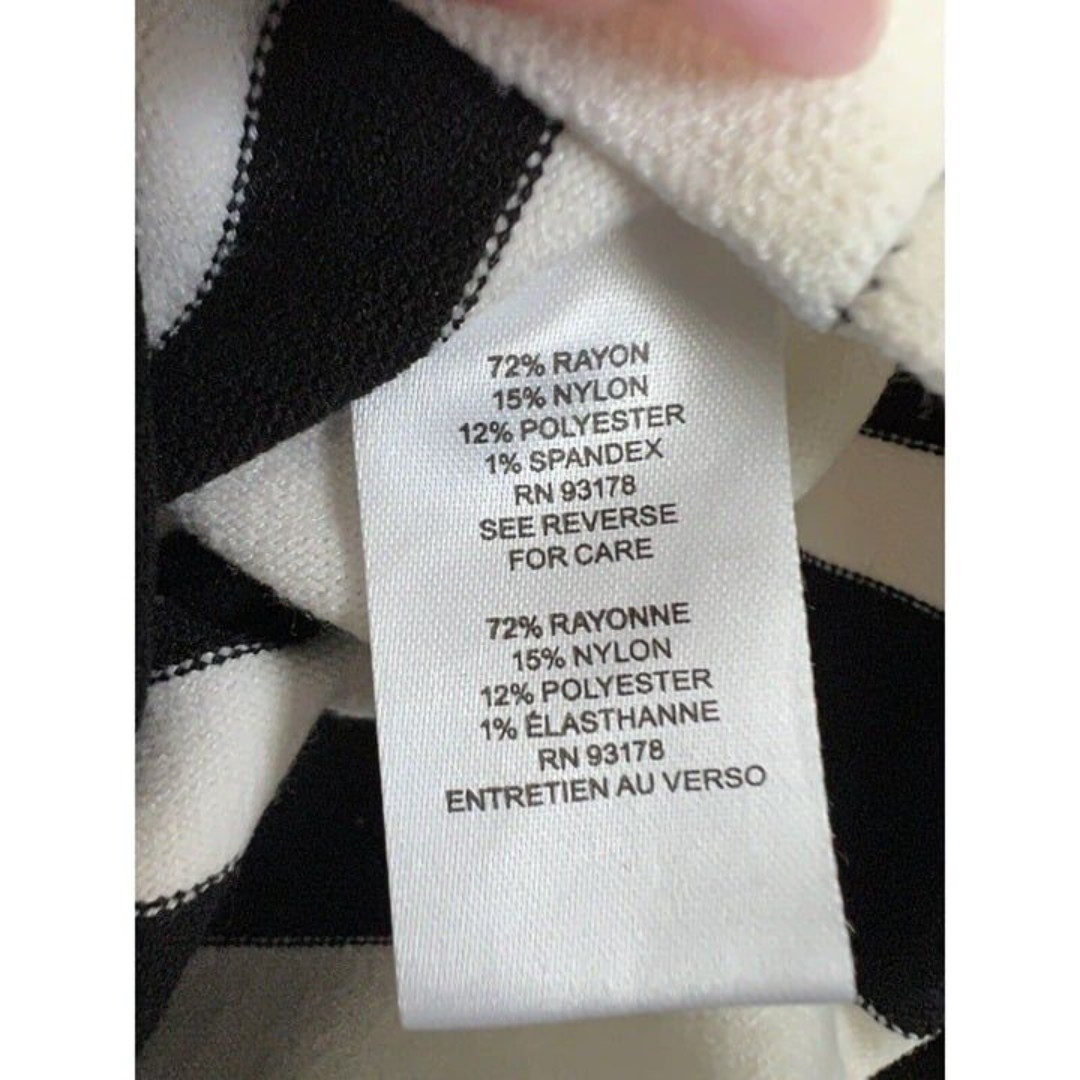 72% RAYON
15% NYLON
12% POLYESTER
1% SPANDEX
RN 93178
SEE REVERSE
FOR CARE
72% RAYONNE
15% NYLON
12% POLYESTER
1% ÉLASTHANNE
RN 93178
ENTRETIEN AU VERSO